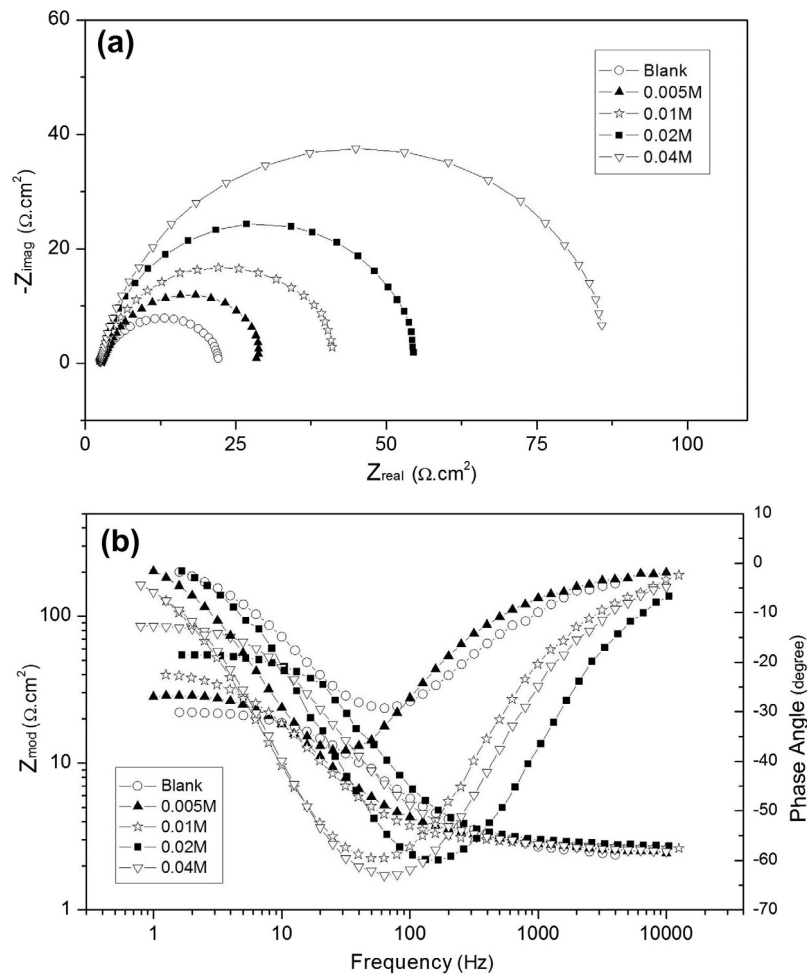 (a)
60
40
20
0
-Zimag (Ω.cm²)
Blank
0.005M
0.01M
0.02M
0.04M
0 25 50 75 100
Zreal (Ω.cm²)
(b)
100
10
1
Zmod (Ω.cm²)
10
0
-10
-20
-30
-40
-50
-60
-70
Phase Angle (degree)
Blank
0.005M
0.01M
0.02M
0.04M
1 10 100 1000 10000
Frequency (Hz)